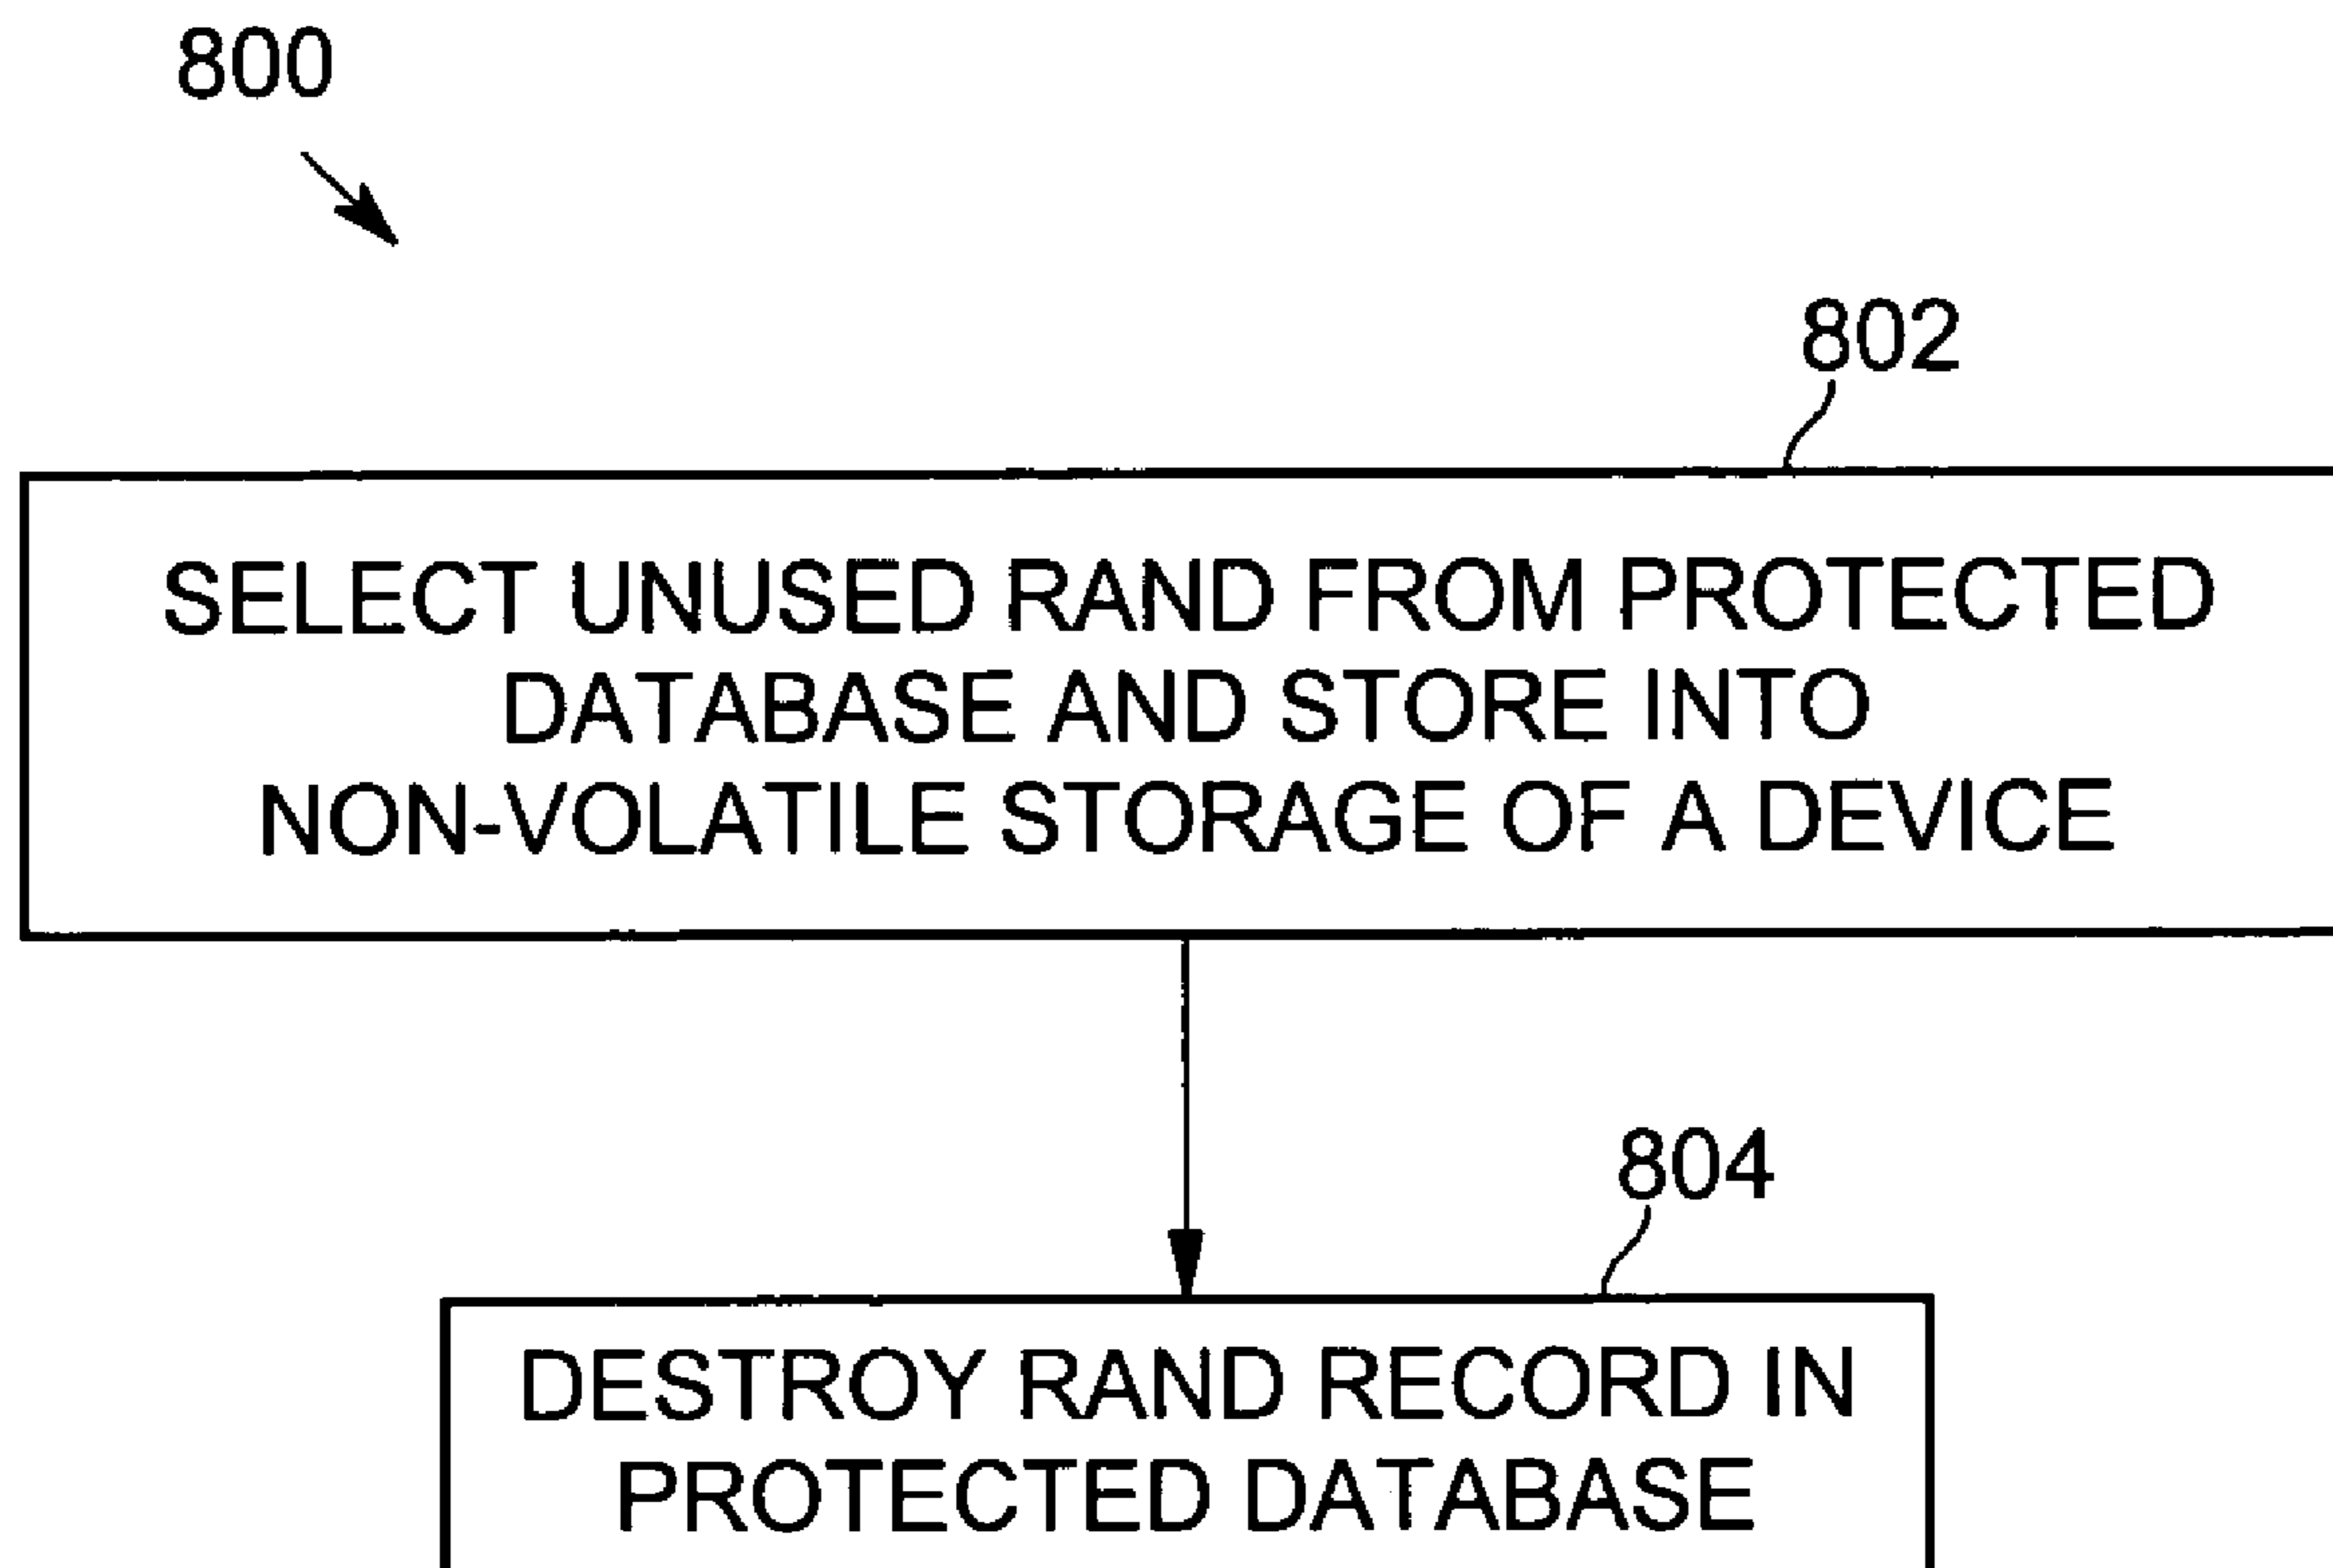 800
802
SELECT UNUSED RAND FROM PROTECTED
DATABASE AND STORE INTO
NON-VOLATILE STORAGE OF A DEVICE
804
DESTROY RAND RECORD IN
PROTECTED DATABASE